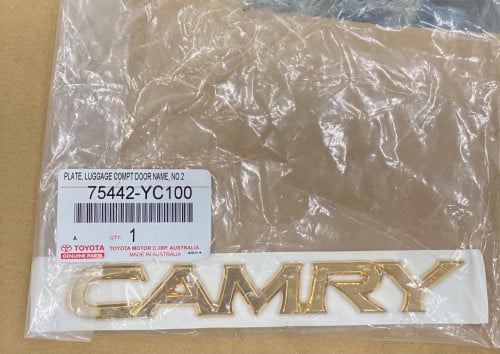 PLATE, LUGGAGE COMPT DOOR NAME, NO.2
75442-YC100
A
QTY: 1
TOYOTA
GENUINE PARTS
TOYOTA MOTOR CORP. AUSTRALIA
MADE IN AUSTRALIA
CAMRY